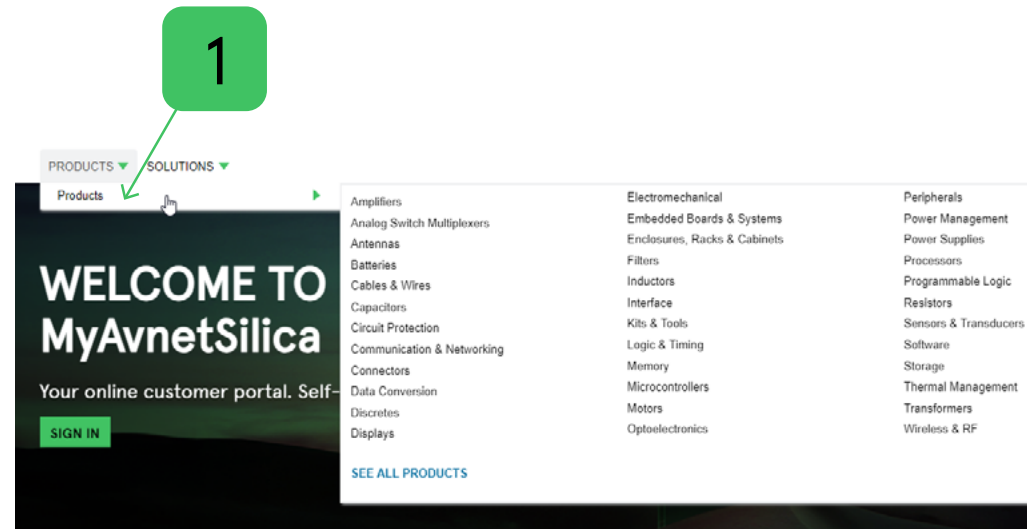 1
PRODUCTS
SOLUTIONS
Products
Amplifiers
Analog Switch Multiplexers
Antennas
Batteries
Cables & Wires
Capacitors
Circuit Protection
Communication & Networking
Connectors
Data Conversion
Discretes
Displays
Electromechanical
Embedded Boards & Systems
Enclosures, Racks & Cabinets
Filters
Inductors
Interface
Kits & Tools
Logic & Timing
Memory
Microcontrollers
Motors
Optoelectronics
Peripherals
Power Management
Power Supplies
Processors
Programmable Logic
Resistors
Sensors & Transducers
Software
Storage
Thermal Management
Transformers
Wireless & RF
SEE ALL PRODUCTS
WELCOME TO
MyAvnetSilica
Your online customer portal. Self-
SIGN IN